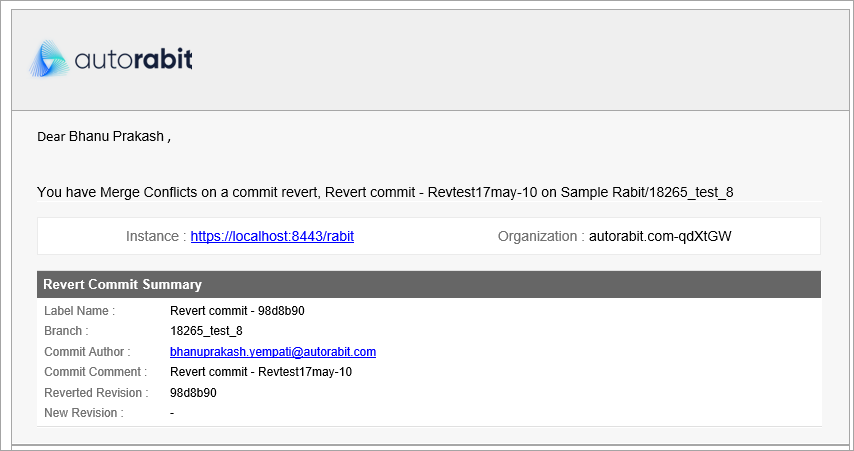 autorabit
Dear Bhanu Prakash ,
You have Merge Conflicts on a commit revert, Revert commit - Revtest17may-10 on Sample Rabit/18265_test_8
Instance : https://localhost:8443/rabit Organization : autorabit.com-qdXtGW
Revert Commit Summary
Label Name : Revert commit - 98d8b90
Branch : 18265_test_8
Commit Author : bhanuprakash.yempati@autorabit.com
Commit Comment : Revert commit - Revtest17may-10
Reverted Revision : 98d8b90
New Revision : -